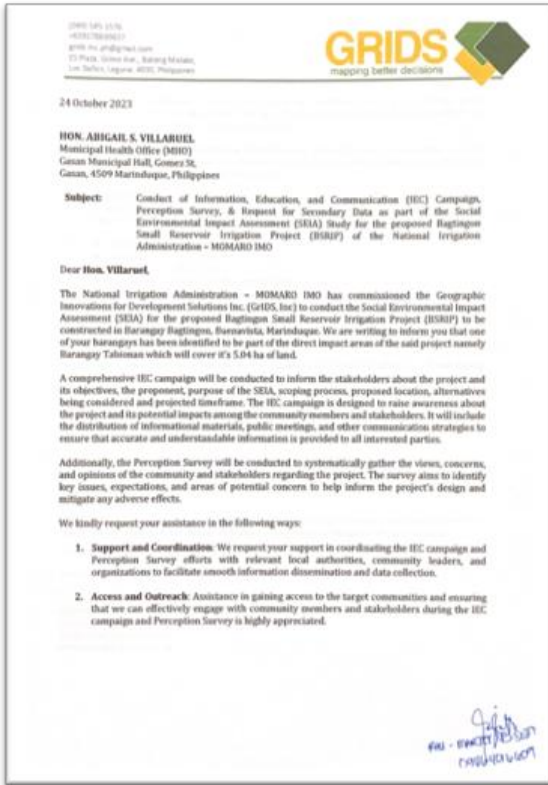 GRIDS
mapping better decisions
24 October 2023
HON. ABIGAIL S. VILLARUEL
Municipal Health Office (MHO)
Gasan Municipal Hall, Gomez St,
Gasan, 4509 Marinduque, Philippines
Subject: Conduct of Information, Education, and Communication (IEC) Campaign,
Perception Survey, & Request for Secondary Data as part of the Social
Environmental Impact Assessment (SEIA) Study for the proposed Bagtingon
Small Reservoir Irrigation Project (BSRIP) of the National Irrigation
Administration – MOMARO IMO
Dear Hon. Villaruel,
The National Irrigation Administration – MOMARO IMO has commissioned the Geographic
Innovations for Development Solutions Inc. (GrIDS, Inc) to conduct the Social Environmental Impact
Assessment (SEIA) for the proposed Bagtingon Small Reservoir Irrigation Project (BSRIP) to be
constructed in Barangay Bagtingon, Buenavista, Marinduque. We are writing to inform you that one
of your barangays has been identified to be part of the direct impact areas of the said project namely
Barangay Tabionan which will cover it's 5.04 ha of land.
A comprehensive IEC campaign will be conducted to inform the stakeholders about the project and
its objectives, the proponent, purpose of the SEIA, scoping process, proposed location, alternatives
being considered and projected timeframe. The IEC campaign is designed to raise awareness about
the project and its potential impacts among the community members and stakeholders. It will include
the distribution of informational materials, public meetings, and other communication strategies to
ensure that accurate and understandable information is provided to all interested parties.
Additionally, the Perception Survey will be conducted to systematically gather the views, concerns,
and opinions of the community and stakeholders regarding the project. The survey aims to identify
key issues, expectations, and areas of potential concern to help inform the project's design and
mitigate any adverse effects.
We kindly request your assistance in the following ways:
1. Support and Coordination: We request your support in coordinating the IEC campaign and
Perception Survey efforts with relevant local authorities, community leaders, and
organizations to facilitate smooth information dissemination and data collection.
2. Access and Outreach: Assistance in gaining access to the target communities and ensuring
that we can effectively engage with community members and stakeholders during the IEC
campaign and Perception Survey is highly appreciated.